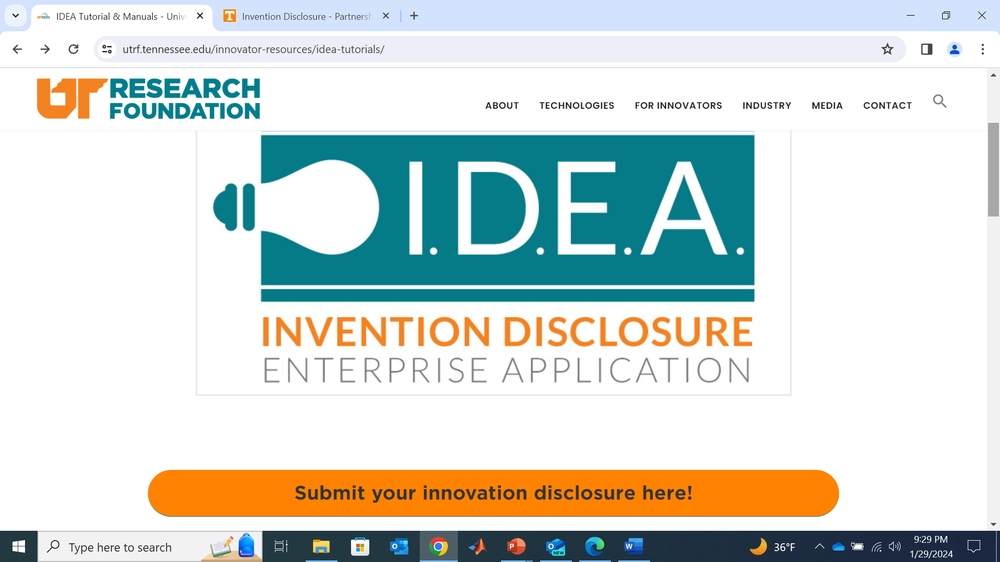 IDEA Tutorial & Manuals - Unive
Invention Disclosure - Partnersh
utrf.tennessee.edu/innovator-resources/idea-tutorials/
UT RESEARCH
FOUNDATION
ABOUT TECHNOLOGIES FOR INNOVATORS INDUSTRY MEDIA CONTACT
I.D.E.A.
INVENTION DISCLOSURE
ENTERPRISE APPLICATION
Submit your innovation disclosure here!
Type here to search
NEW
36°F
9:29 PM
1/29/2024